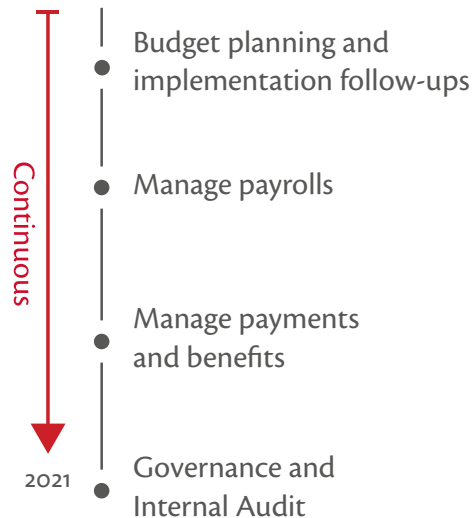 Budget planning and
implementation follow-ups
Continuous
Manage payrolls
Manage payments
and benefits
2021
Governance and
Internal Audit